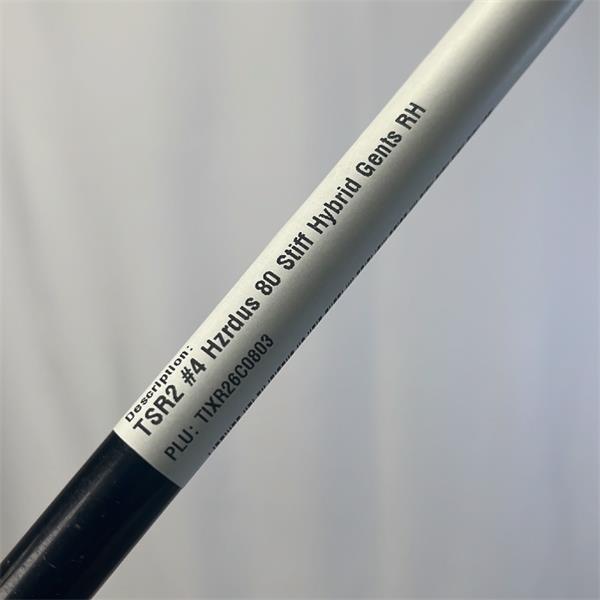 Description:
TSR2 #4 Hzrdus 80 Stiff Hybrid Gents RH
PLU: TIXR26C0803